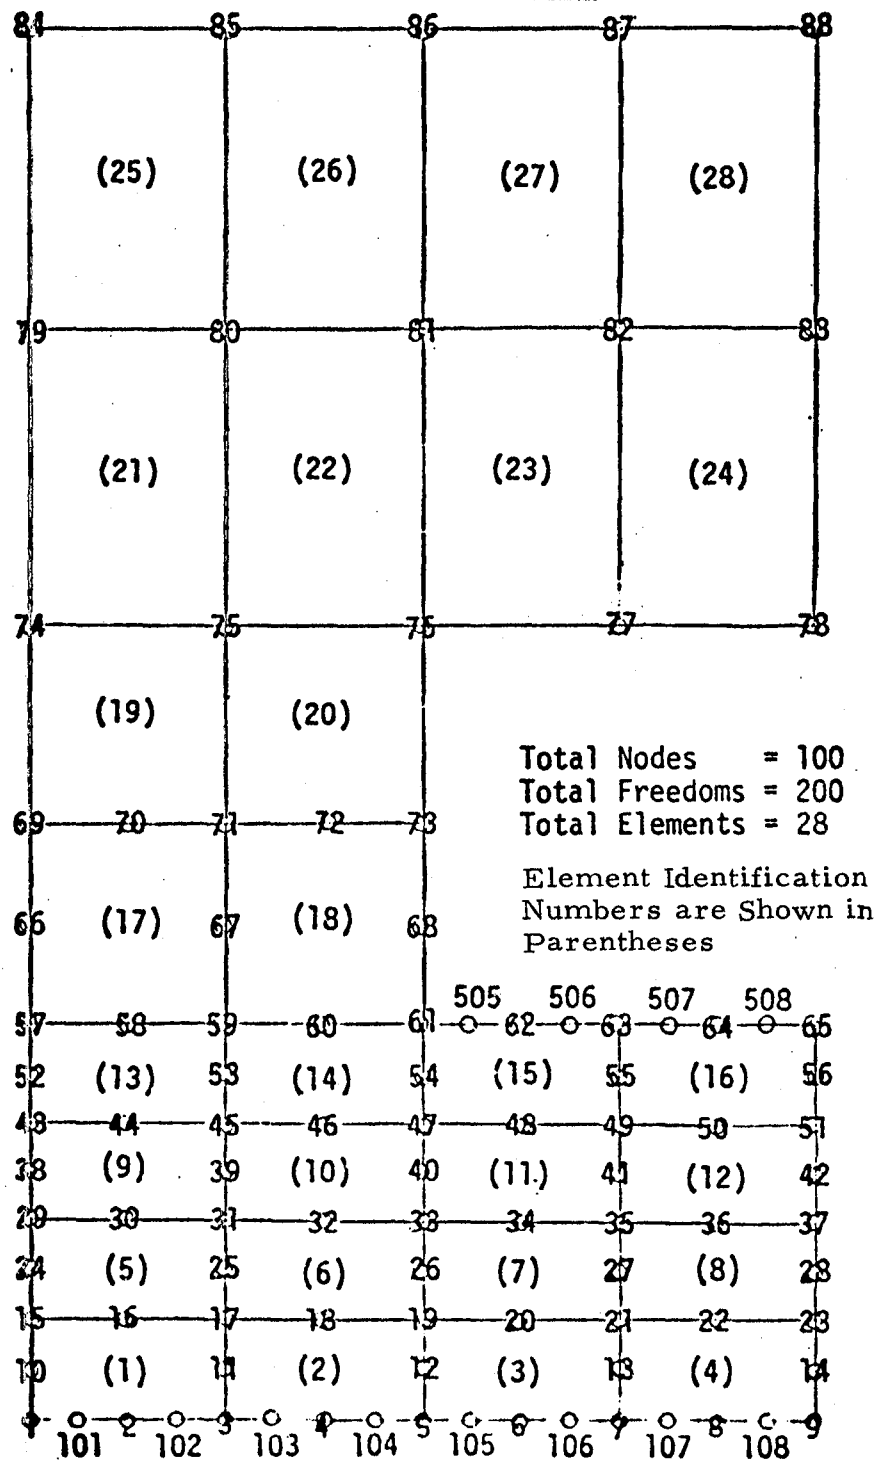 84 85 86 87 88
(25) (26) (27) (28)
79 80 81 82 83
(21) (22) (23) (24)
74 75 76 77 78
(19) (20)
Total Nodes = 100
Total Freedoms = 200
Total Elements = 28
69 70 71 72 73
Element Identification
Numbers are Shown in
Parentheses
66 (17) 67 (18) 68
505 506 507 508
57 58 59 60 61 62 63 64 65
52 (13) 53 (14) 54 (15) 55 (16) 56
43 44 45 46 47 48 49 50 51
38 (9) 39 (10) 40 (11) 41 (12) 42
29 30 31 32 33 34 35 36 37
24 (5) 25 (6) 26 (7) 27 (8) 28
15 16 17 18 19 20 21 22 23
10 (1) 11 (2) 12 (3) 13 (4) 14
1 2 3 4 5 6 7 8 9
101 102 103 104 105 106 107 108